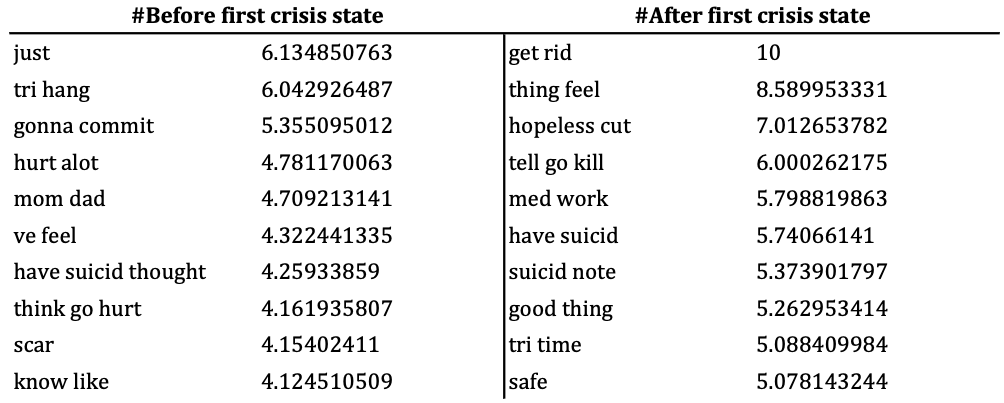 #Before first crisis state #After first crisis state
just 6.134850763 get rid 10
tri hang 6.042926487 thing feel 8.589953331
gonna commit 5.355095012 hopeless cut 7.012653782
hurt alot 4.781170063 tell go kill 6.000262175
mom dad 4.709213141 med work 5.798819863
ve feel 4.322441335 have suicid 5.74066141
have suicid thought 4.25933859 suicid note 5.373901797
think go hurt 4.161935807 good thing 5.262953414
scar 4.15402411 tri time 5.088409984
know like 4.124510509 safe 5.078143244